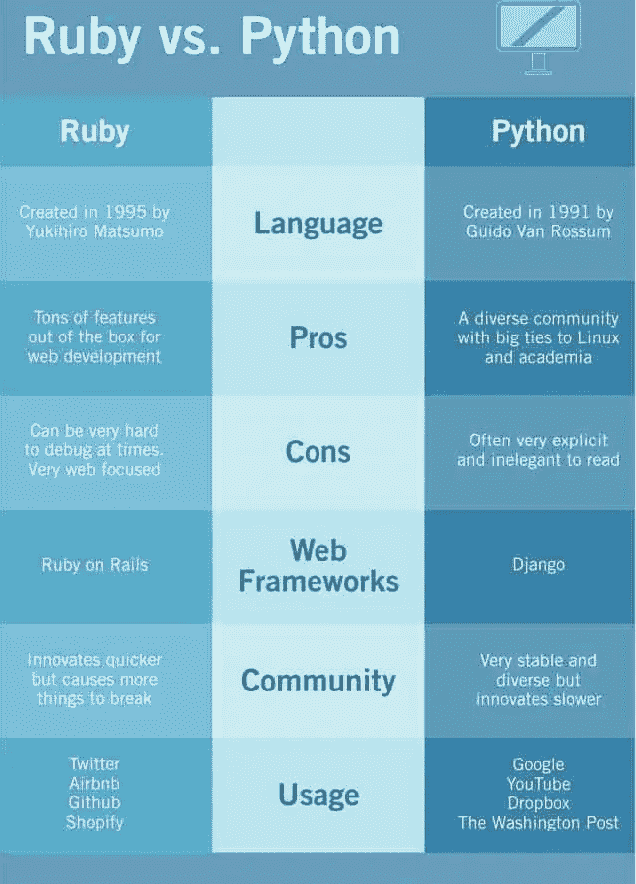 Ruby vs. Python
Ruby
Python
Created in 1995 by
Yukihiro Matsumo
Language
Created in 1991 by
Guido Van Rossum
Tons of features
out of the box for
web development
Pros
A diverse community
with big ties to Linux
and academia
Can be very hard
to debug at times.
Very web focused
Cons
Often very explicit
and inelegant to read
Ruby on Rails
Web
Frameworks
Django
Innovates quicker
but causes more
things to break
Community
Very stable and
diverse but
innovates slower
Twitter
Airbnb
Github
Shopify
Usage
Google
YouTube
Dropbox
The Washington Post